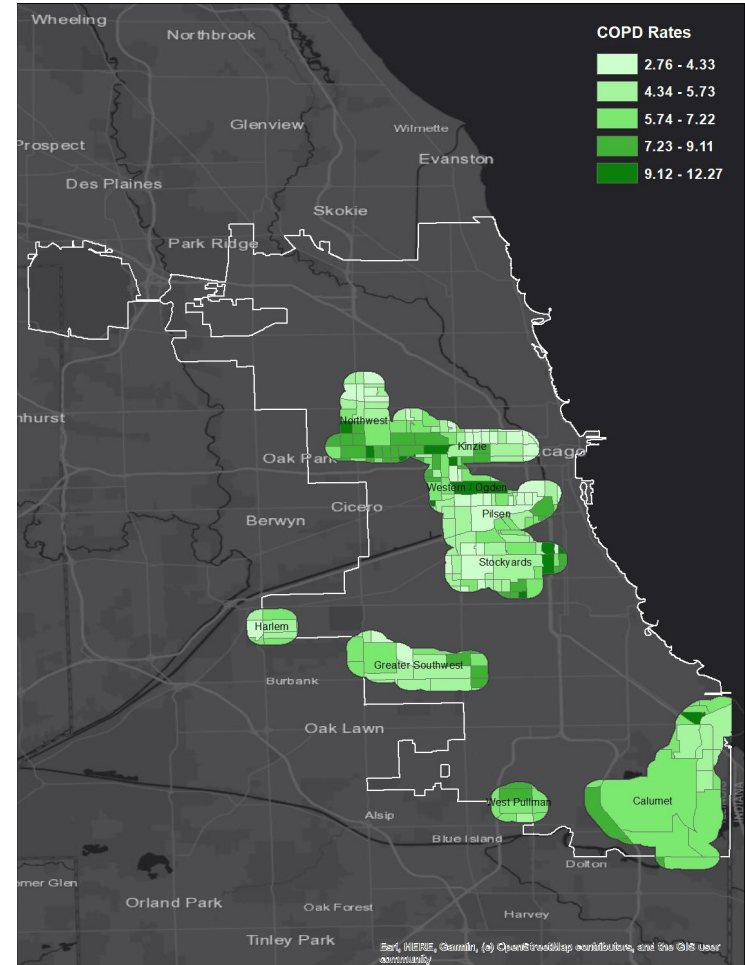 Wheeling
Northbrook
COPD Rates
2.76 - 4.33
4.34 - 5.73
5.74 - 7.22
7.23 - 9.11
9.12 - 12.27
Glenview
Wilmette
Prospect
Evanston
Des Plaines
Skokie
Park Ridge
nhurst
Northwest
Kinzie
cago
Oak Park
Western / Ogden
Cicero
Pilsen
Berwyn
Stockyards
Harlem
Greater Southwest
Burbank
Oak Lawn
West Pullman
Calumet
INDIANA
Alsip
Blue Island
Dolton
mer Glen
Orland Park
Oak Forest
Harvey
Tinley Park
Esri, HERE, Garmin, (c) OpenStreetMap contributors, and the GIS user
community